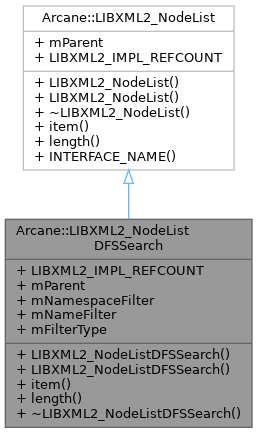 Arcane::LIBXML2_NodeList
+ mParent
+ LIBXML2_IMPL_REFCOUNT
+ LIBXML2_NodeList()
+ LIBXML2_NodeList()
+ ~LIBXML2_NodeList()
+ item()
+ length()
+ INTERFACE_NAME()
Arcane::LIBXML2_NodeList
DFSSearch
+ LIBXML2_IMPL_REFCOUNT
+ mParent
+ mNamespaceFilter
+ mNameFilter
+ mFilterType
+ LIBXML2_NodeListDFSSearch()
+ LIBXML2_NodeListDFSSearch()
+ item()
+ length()
+ ~LIBXML2_NodeListDFSSearch()